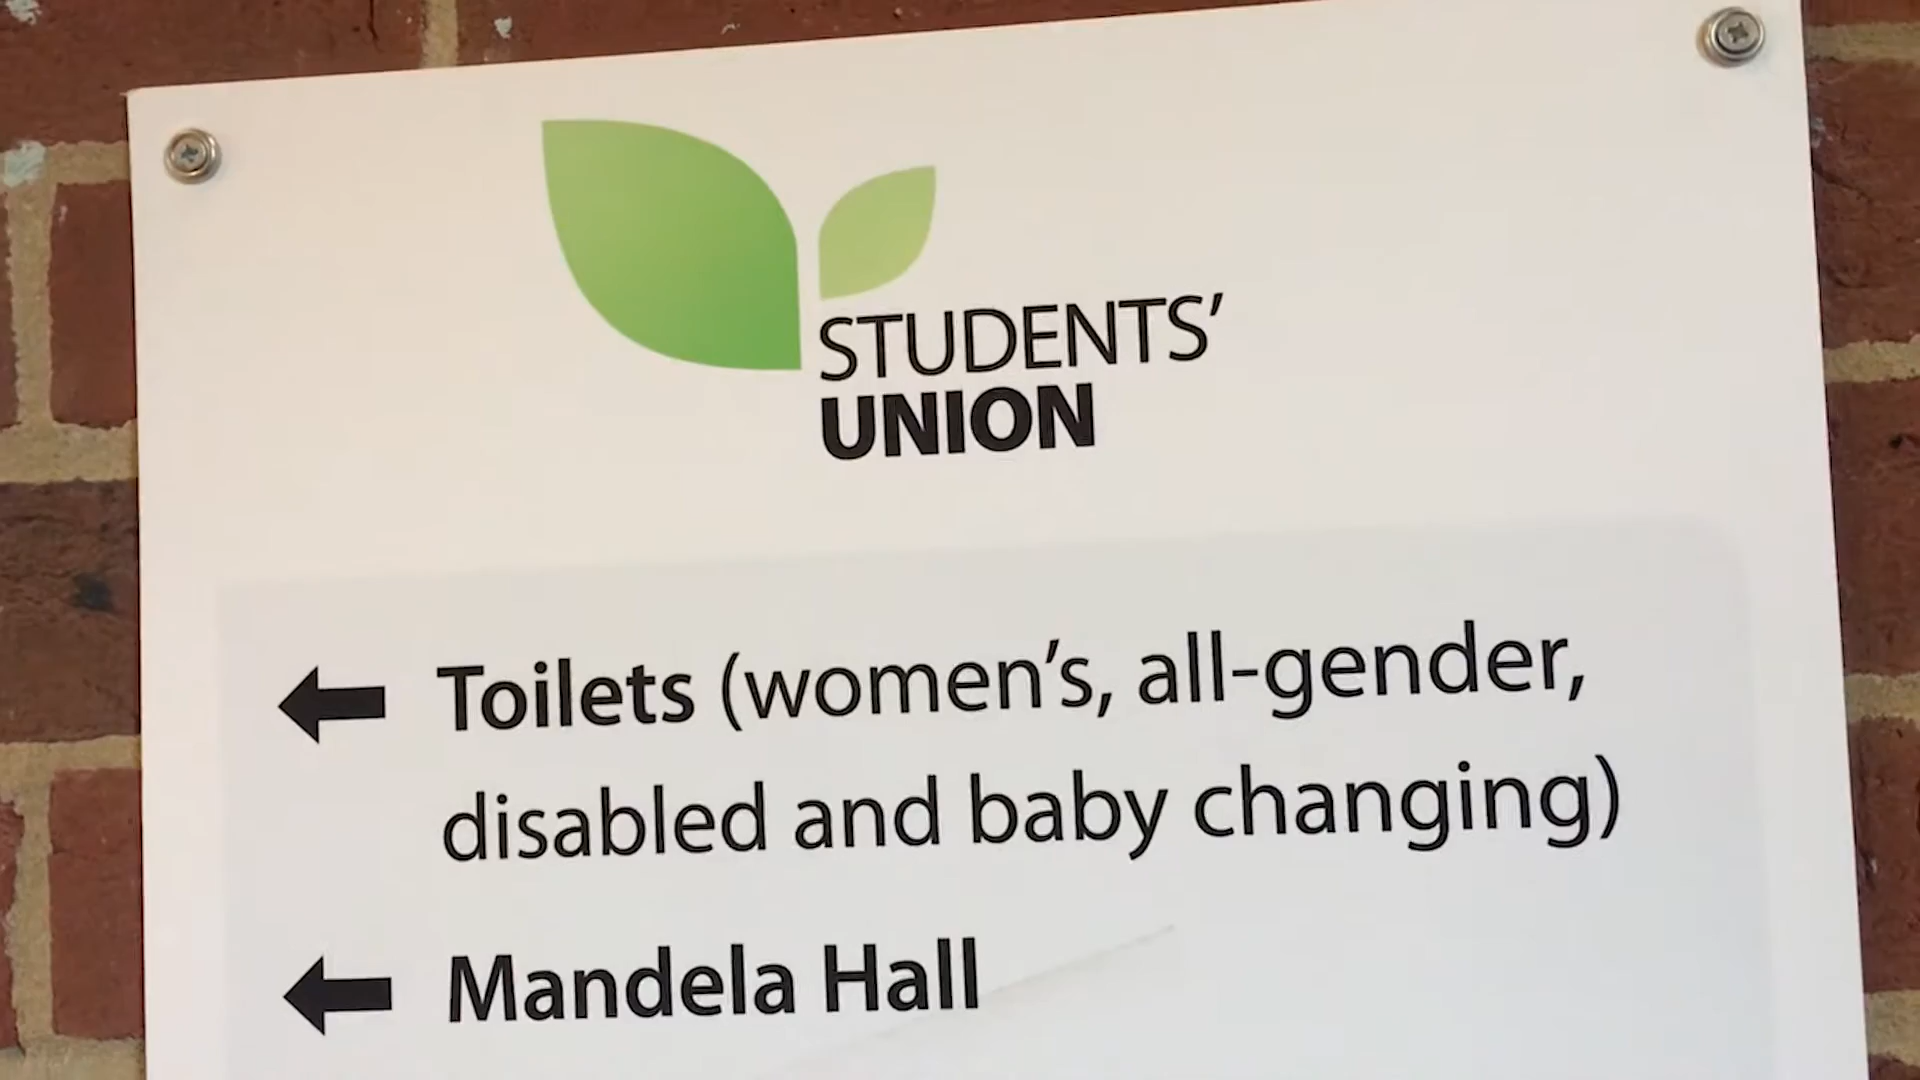 STUDENTS’
UNION
Toilets (women’s, all-gender,
disabled and baby changing)
Mandela Hall